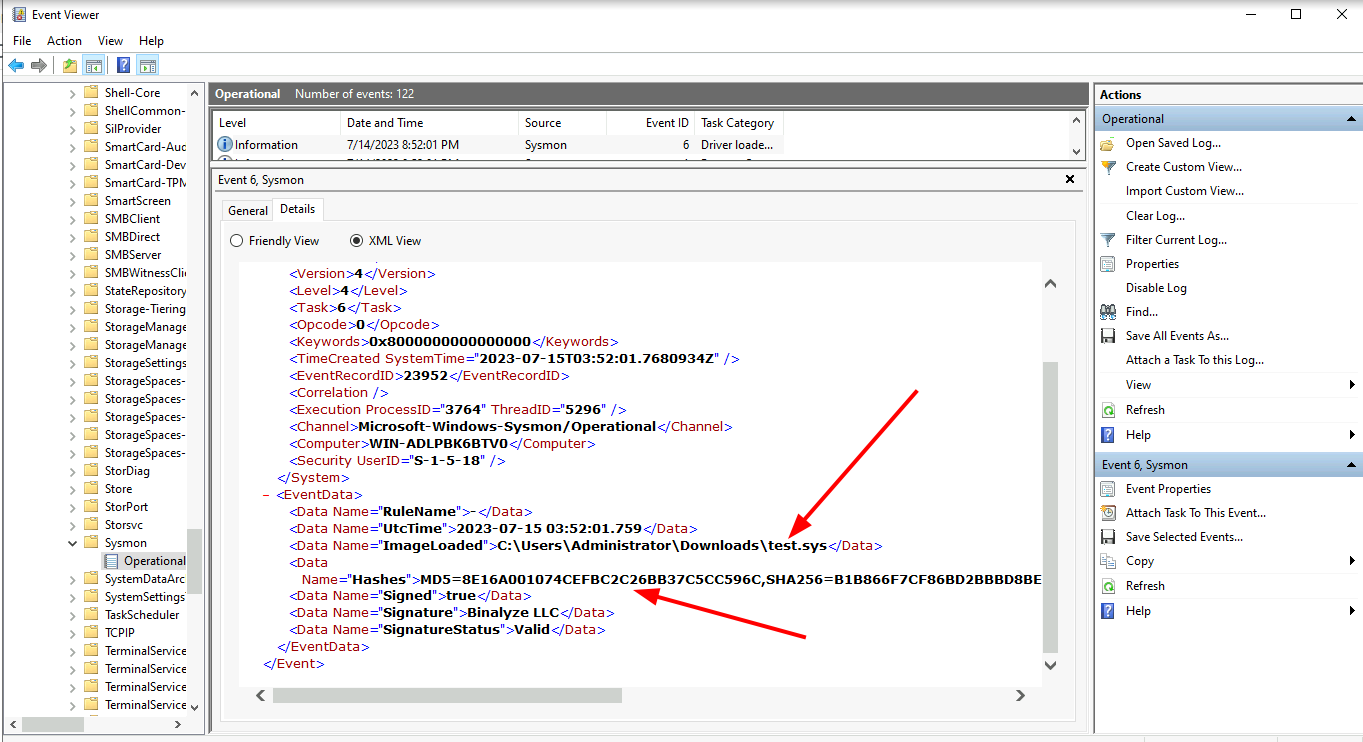 Event Viewer
File Action View Help
Shell-Core
ShellCommon-
SilProvider
SmartCard-Auc
SmartCard-Dev
SmartCard-TPM
SmartScreen
SMBClient
SMBDirect
SMBServer
SMBWitnessClie
StateRepository
Storage-Tiering
StorageManage
StorageManage
StorageSettings
StorageSpaces-
StorageSpaces-
StorageSpaces-
StorageSpaces-
StorageSpaces-
StorDiag
Store
StorPort
Storsvc
Sysmon
Operational
SystemDataArc
SystemSettings
TaskScheduler
TCPIP
TerminalService
TerminalService
TerminalService
TerminalService
Operational Number of events: 122
Level Date and Time Source Event ID Task Category
Information 7/14/2023 8:52:01 PM Sysmon 6 Driver loade...
Event 6, Sysmon
General Details
Friendly View XML View
<Version>4</Version>
<Level>4</Level>
<Task>6</Task>
<Opcode>0</Opcode>
<Keywords>0x8000000000000000</Keywords>
<TimeCreated SystemTime="2023-07-15T03:52:01.7680934Z" />
<EventRecordID>23952</EventRecordID>
<Correlation />
<Execution ProcessID="3764" ThreadID="5296" />
<Channel>Microsoft-Windows-Sysmon/Operational</Channel>
<Computer>WIN-ADLPBK6BTV0</Computer>
<Security UserID="S-1-5-18" />
</System>
- <EventData>
<Data Name="RuleName">-</Data>
<Data Name="UtcTime">2023-07-15 03:52:01.759</Data>
<Data Name="ImageLoaded">C:\Users\Administrator\Downloads\test.sys</Data>
<Data
Name="Hashes">MD5=8E16A001074CEFBC2C26BB37C5CC596C,SHA256=B1B866F7CF86BD2BBBD8BE
<Data Name="Signed">true</Data>
<Data Name="Signature">Binalyze LLC</Data>
<Data Name="SignatureStatus">Valid</Data>
</EventData>
</Event>
Actions
Operational
Open Saved Log...
Create Custom View...
Import Custom View...
Clear Log...
Filter Current Log...
Properties
Disable Log
Find...
Save All Events As...
Attach a Task To this Log...
View
Refresh
Help
Event 6, Sysmon
Event Properties
Attach Task To This Event...
Save Selected Events...
Copy
Refresh
Help